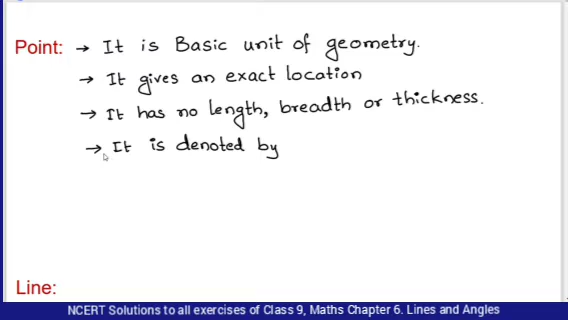 Point: → It is Basic unit of geometry.
→ It gives an exact location
→ It has no length, breadth or thickness.
→ It is denoted by
Line:
NCERT Solutions to all exercises of Class 9, Maths Chapter 6. Lines and Angles